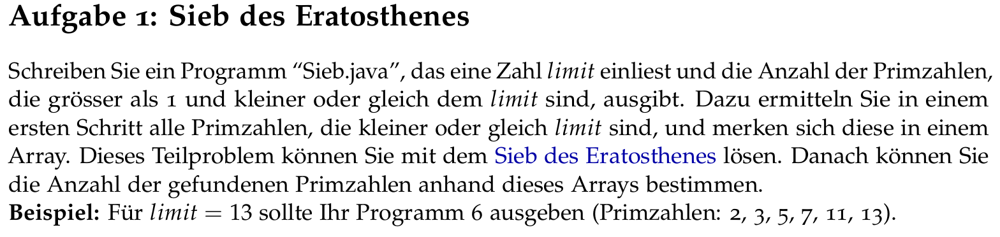 Aufgabe 1: Sieb des Eratosthenes
Schreiben Sie ein Programm “Sieb.java”, das eine Zahl limit einliest und die Anzahl der Primzahlen,
die grösser als 1 und kleiner oder gleich dem limit sind, ausgibt. Dazu ermitteln Sie in einem
ersten Schritt alle Primzahlen, die kleiner oder gleich limit sind, und merken sich diese in einem
Array. Dieses Teilproblem können Sie mit dem Sieb des Eratosthenes lösen. Danach können Sie
die Anzahl der gefundenen Primzahlen anhand dieses Arrays bestimmen.
Beispiel: Für limit = 13 sollte Ihr Programm 6 ausgeben (Primzahlen: 2, 3, 5, 7, 11, 13).